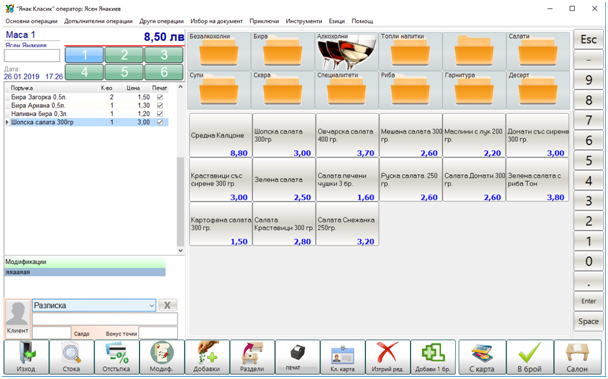 "Янак Класик" оператор: Ясен Янакиев
Основни операции Допълнителни операции Други операции Избор на документ Приключи Инструменти Езици Помощ
Маса 1 8,50 лв
Ясен Янакиев
1 2 3
Дата
26.01.2019 17:26 4 5 6
Поръчка К-во Цена Печат
Бира Загорка 0,5л. 2 1,50
Бира Ариана 0,5л. 1 1,30
Наливна бира 0,3л. 1 1,20
Шопска салата 300гр 1 3,00
Модификации
яваавая
Разписка X
Клиент
Салдо Бонус точки
Безалкохолни Бира Алкохолни Топли напитки Салати
Супи Скара Специалитети Риба Гарнитура Десерт
Средна Калцоне 8,80
Шопска салата 300гр 3,00
Овчарска салата 400 гр. 3,70
Мешана салата 300 гр. 2,60
Маслини с лук 200 гр. 2,20
Домати със сирене 300 гр. 3,00
Краставици със сирене 300 гр. 3,00
Зелена салата 2,50
Салата печени чушки 3 бр. 1,60
Руска салата 250 гр. 2,60
Салата Домати 300 гр. 2,60
Зелена салата с риба Тон 3,80
Картофена салата 300 гр. 1,50
Салата Краставици 300 гр. 2,80
Салата Снежанка 250гр. 3,20
Esc
-
9
8
7
6
5
4
3
2
1
0
.
Enter
Space
Изход Стока Отстъпка Модиф. Добавки Раздели ПЕЧАТ Кл. карта Изтрий ред Добави 1 бр. С карта В брой Салон